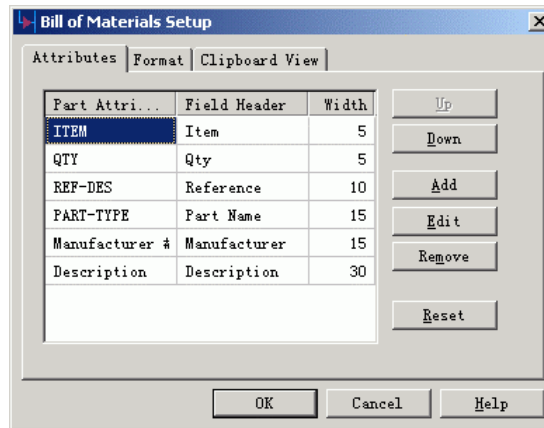 Bill of Materials Setup
Attributes Format Clipboard View
Part Attri... Field Header Width
ITEM Item 5
QTY Qty 5
REF-DES Reference 10
PART-TYPE Part Name 15
Manufacturer # Manufacturer 15
Description Description 30
Up
Down
Add
Edit
Remove
Reset
OK Cancel Help